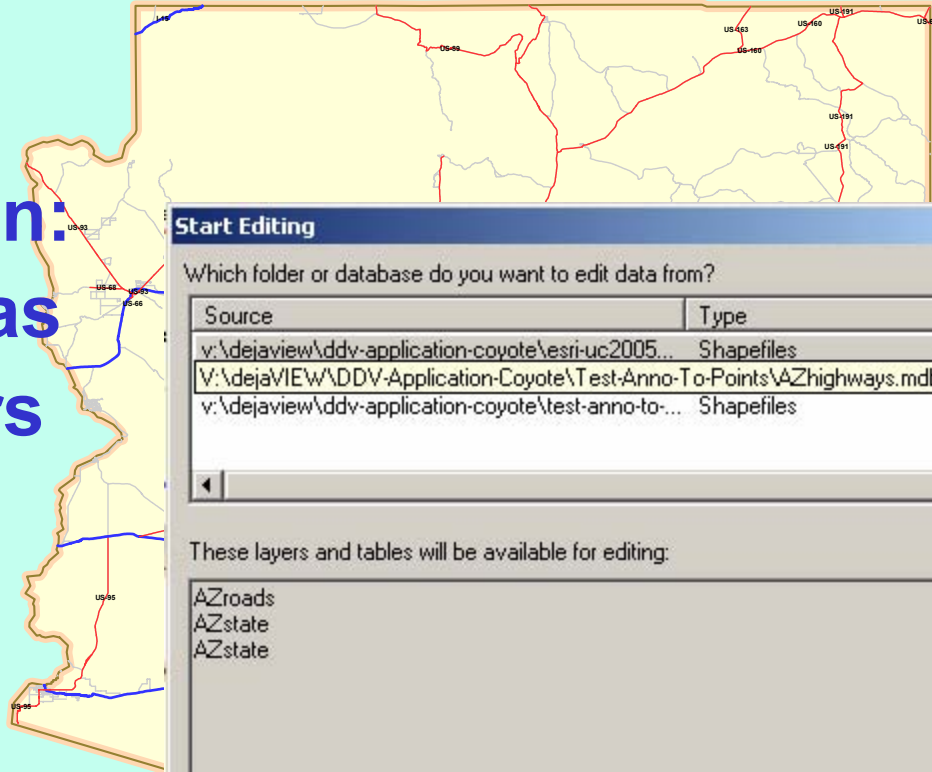 I-15
US-89
US-163
US-160
US-191
US-160
US-191
US-191
US-93
US-68
US-93
US-66
US-95
US-95
n:
as
rs
Start Editing
Which folder or database do you want to edit data from?
Source Type
v:\dejaview\ddv-application-coyote\esri-uc2005... Shapefiles
V:\dejaVIEW\DDV-Application-Coyote\Test-Anno-To-Points\AZhighways.mdb
v:\dejaview\ddv-application-coyote\test-anno-to-... Shapefiles
These layers and tables will be available for editing:
AZroads
AZstate
AZstate